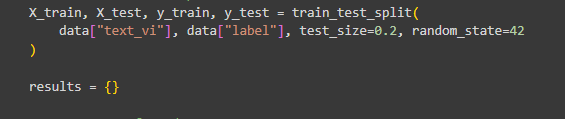 X_train, X_test, y_train, y_test = train_test_split(
    data["text_vi"], data["label"], test_size=0.2, random_state=42
)
results = {}